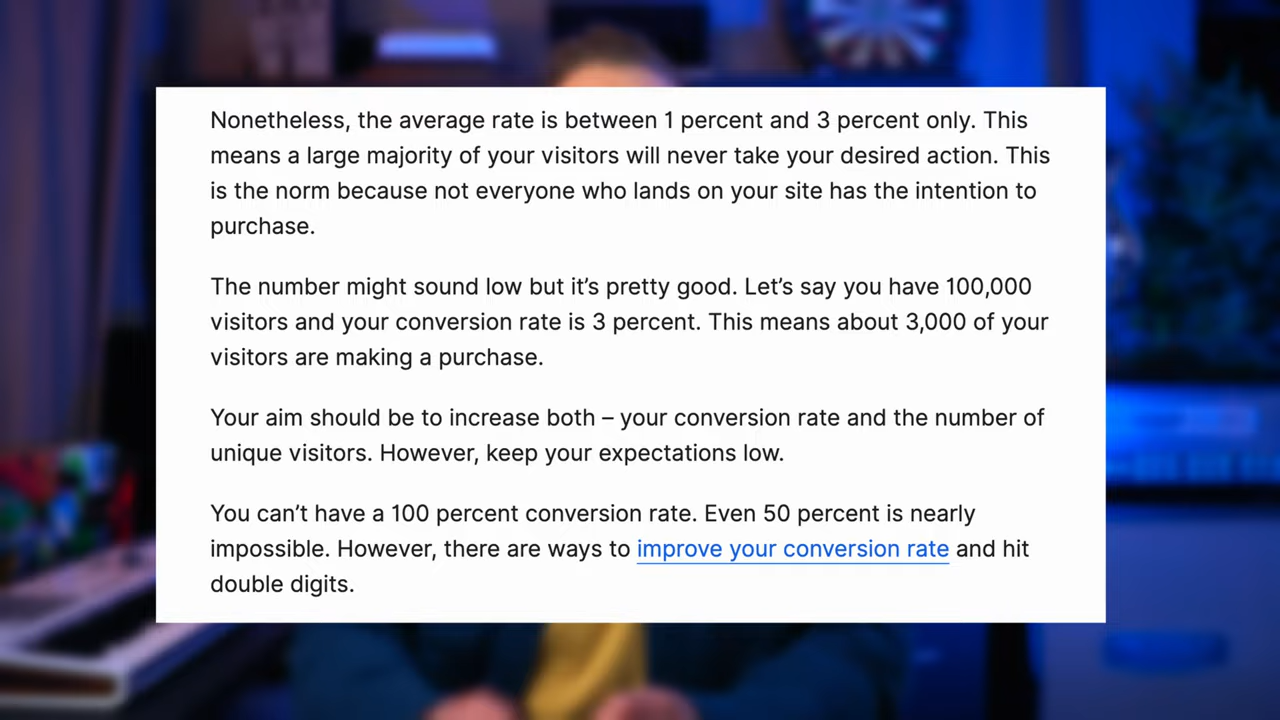 Nonetheless, the average rate is between 1 percent and 3 percent only. This
means a large majority of your visitors will never take your desired action. This
is the norm because not everyone who lands on your site has the intention to
purchase.
The number might sound low but it’s pretty good. Let’s say you have 100,000
visitors and your conversion rate is 3 percent. This means about 3,000 of your
visitors are making a purchase.
Your aim should be to increase both – your conversion rate and the number of
unique visitors. However, keep your expectations low.
You can’t have a 100 percent conversion rate. Even 50 percent is nearly
impossible. However, there are ways to improve your conversion rate and hit
double digits.